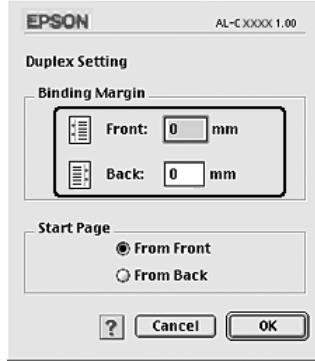 EPSON AL-C XXXX 1.00
Duplex Setting
Binding Margin
Front: 0 mm
Back: 0 mm
Start Page
From Front
From Back
? Cancel OK